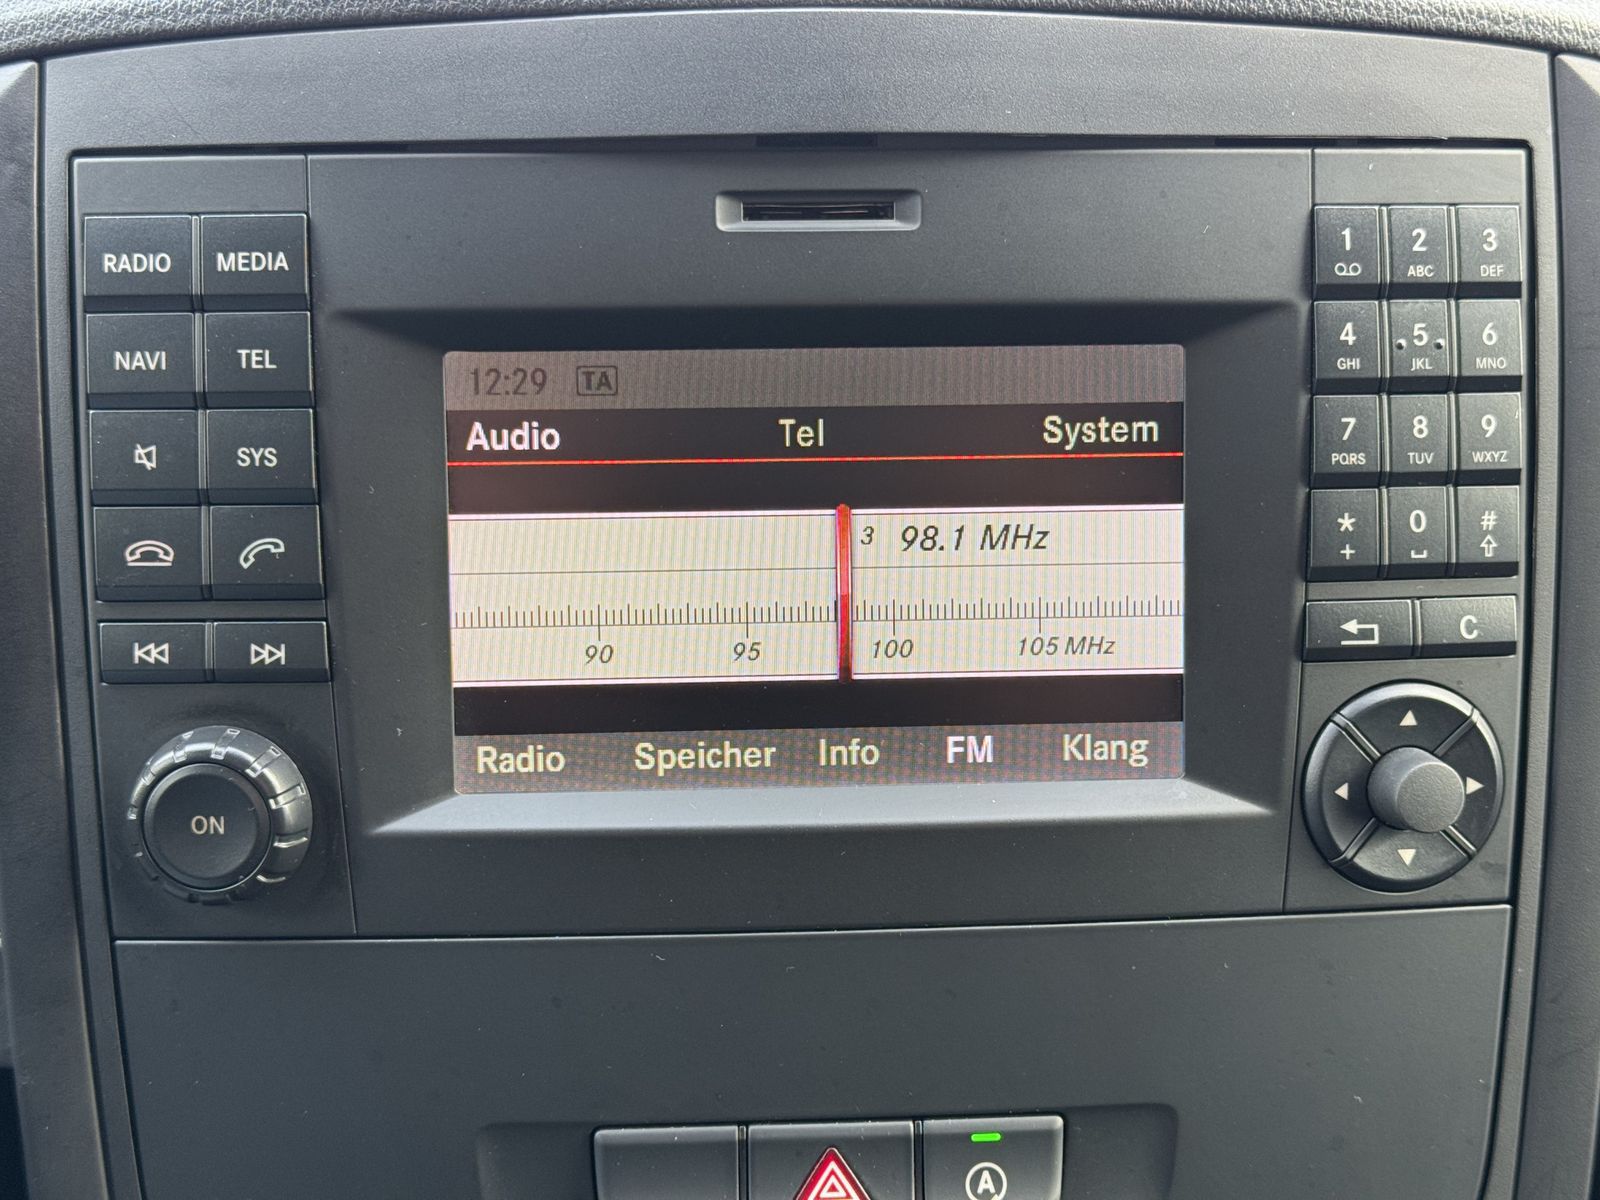 RADIO MEDIA
NAVI TEL
SYS
ON
12:29 TA
Audio Tel System
3 98.1 MHz
90 95 100 105 MHz
Radio Speicher Info FM Klang
1 2 ABC 3 DEF
4 GHI 5 JKL 6 MNO
7 PQRS 8 TUV 9 WXYZ
* + 0 #
C
A